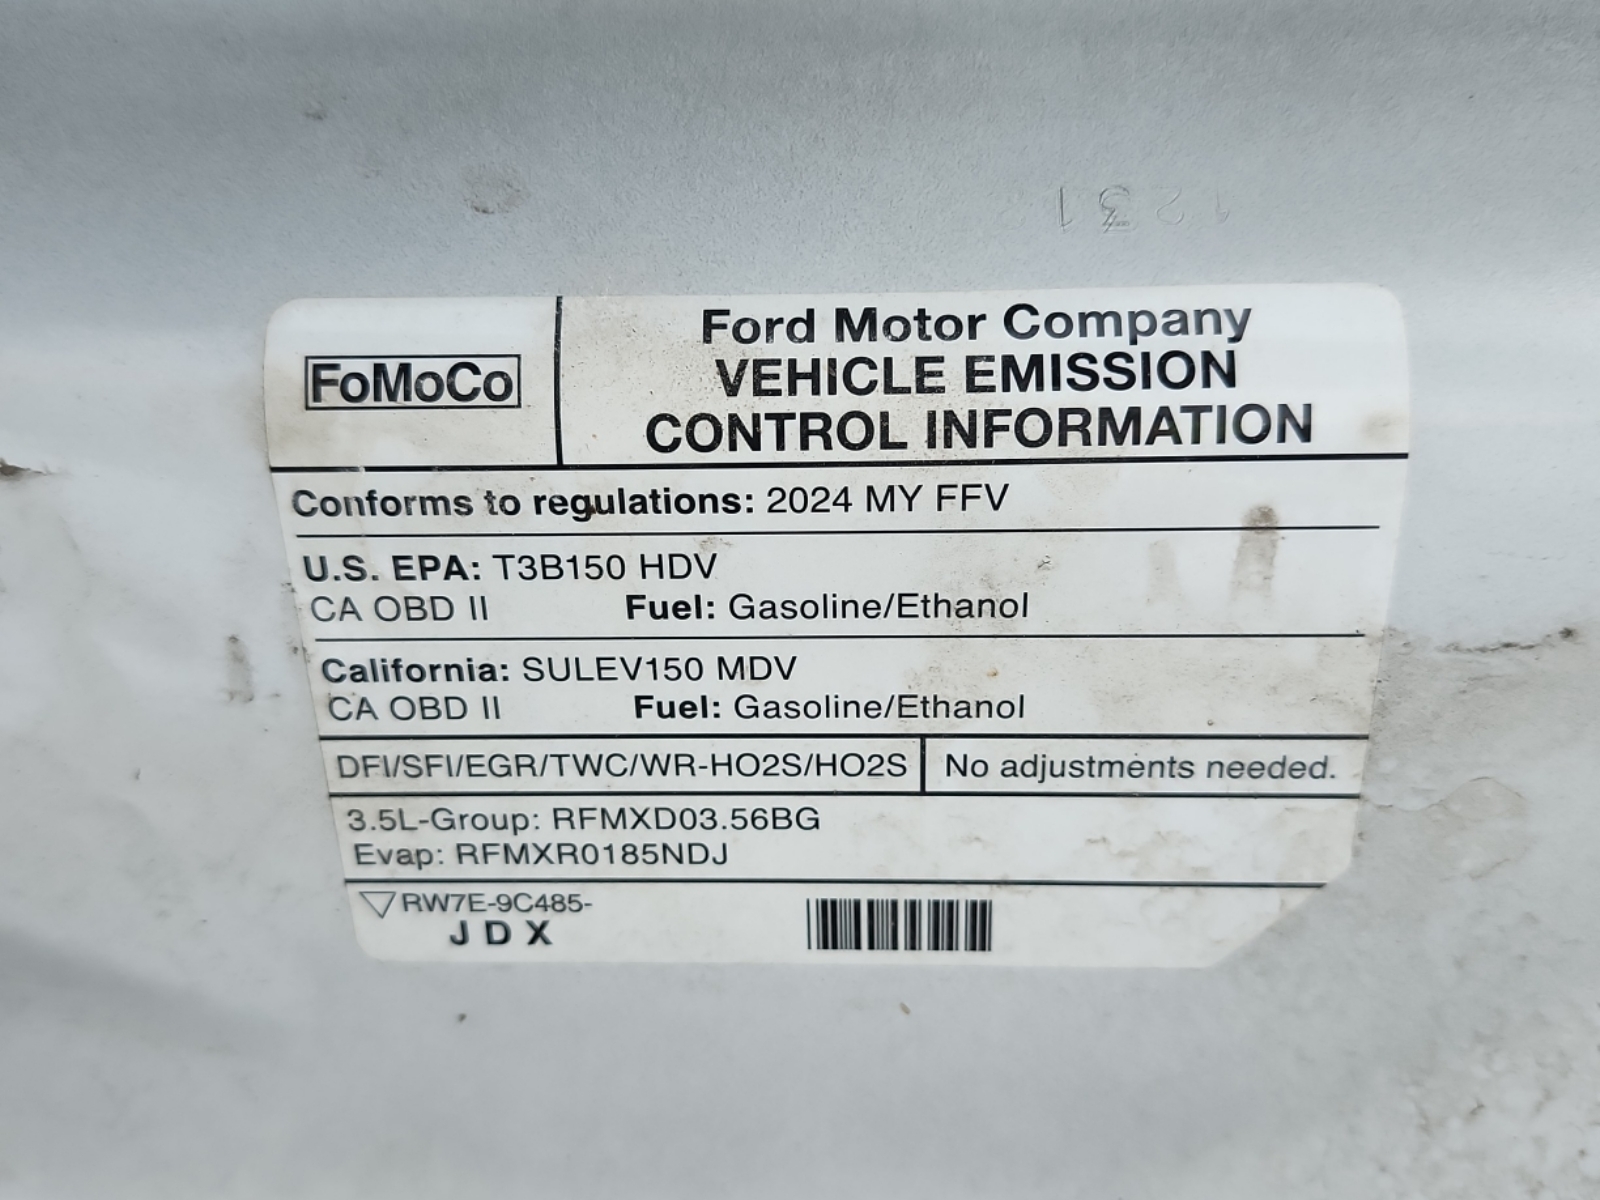 1231
FoMoCo
Ford Motor Company
VEHICLE EMISSION
CONTROL INFORMATION
Conforms to regulations: 2024 MY FFV
U.S. EPA: T3B150 HDV
CA OBD II Fuel: Gasoline/Ethanol
California: SULEV150 MDV
CA OBD II Fuel: Gasoline/Ethanol
DFI/SFI/EGR/TWC/WR-HO2S/HO2S No adjustments needed.
3.5L-Group: RFMXD03.56BG
Evap: RFMXR0185NDJ
RW7E-9C485-
J D X